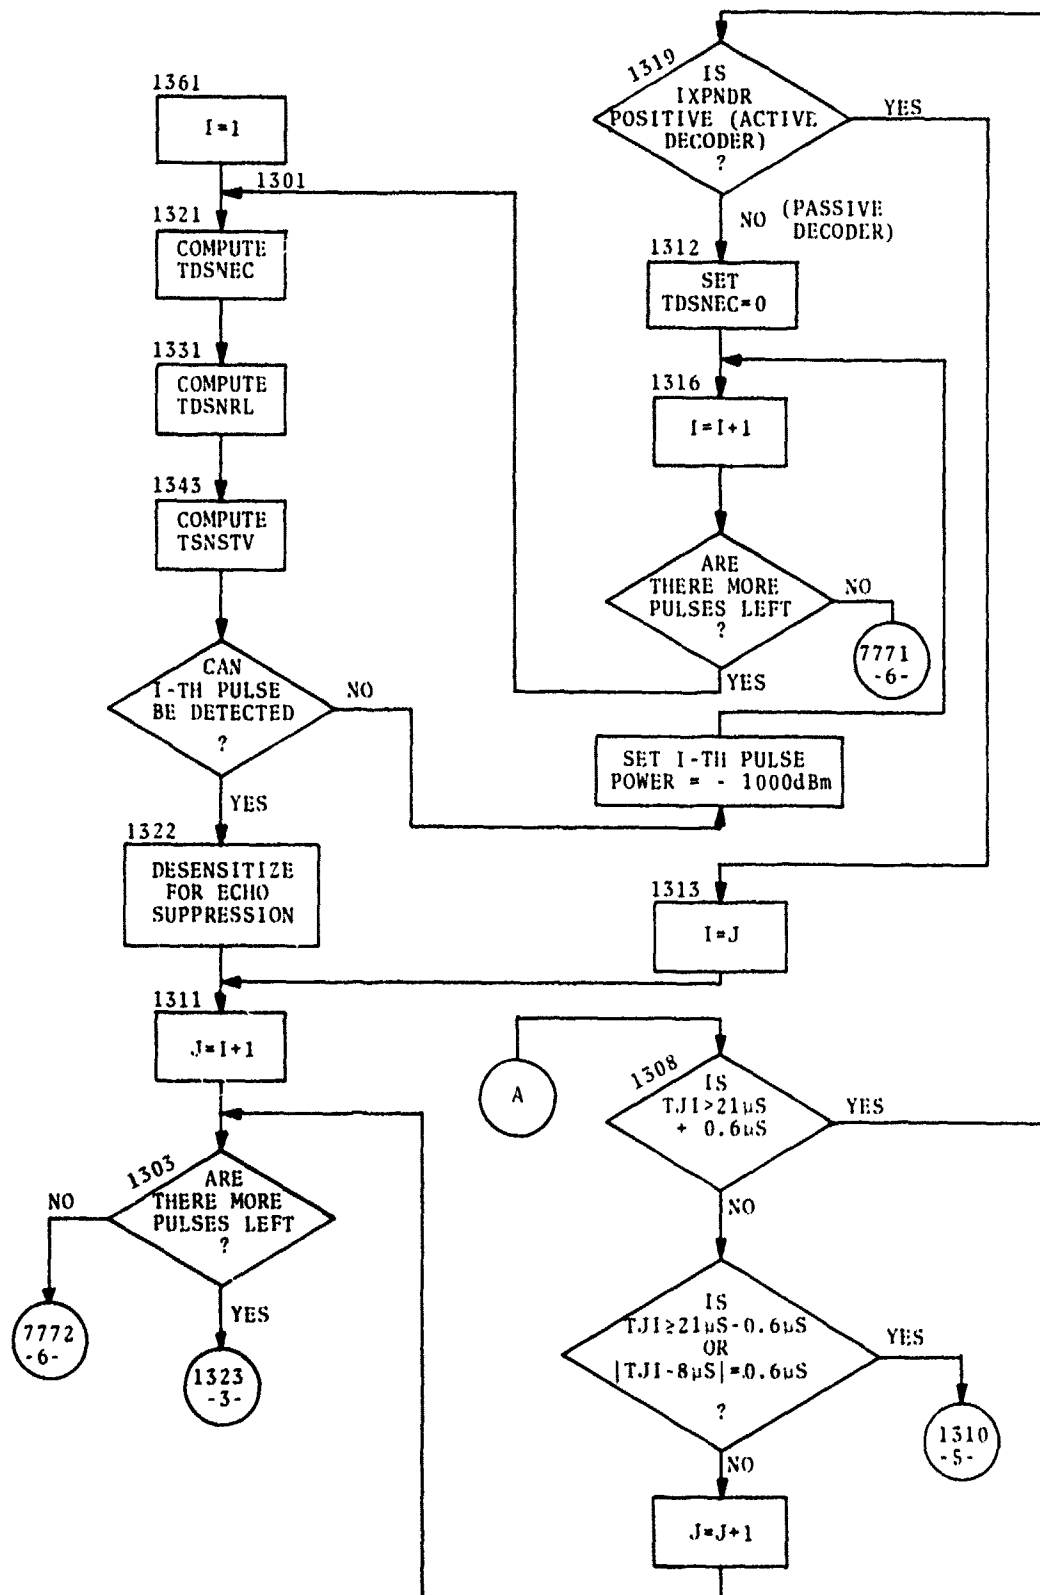 1361
I=1
1301
1321
COMPUTE
TDSNEC
1331
COMPUTE
TDSNRL
1343
COMPUTE
TSNSTV
CAN
I-TH PULSE
BE DETECTED
?
NO
YES
1322
DESENSITIZE
FOR ECHO
SUPPRESSION
1311
J=I+1
1303
ARE
THERE MORE
PULSES LEFT
?
NO
YES
7772
-6-
1323
-3-
1319
IS
IXPNDR
POSITIVE (ACTIVE
DECODER)
?
YES
NO (PASSIVE
DECODER)
1312
SET
TDSNEC=0
1316
I=I+1
ARE
THERE MORE
PULSES LEFT
?
NO
7771
-6-
YES
SET I-TH PULSE
POWER = - 1000dBm
1313
I=J
A
1308
IS
TJI>21µS
+ 0.6µS
YES
NO
IS
TJI≥21µS-0.6µS
OR
|TJI-8µS|=0.6µS
?
YES
1310
-5-
NO
J=J+1